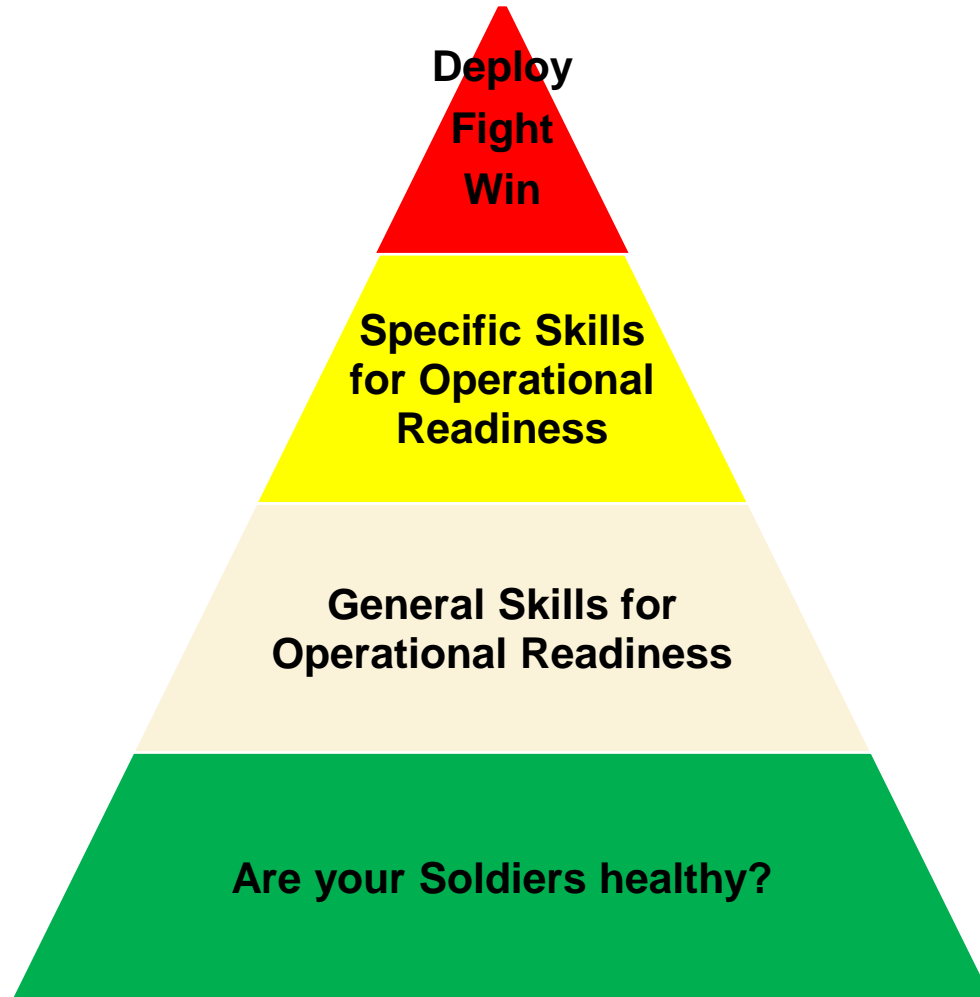 Deploy
Fight
Win
Specific Skills
for Operational
Readiness
General Skills for
Operational Readiness
Are your Soldiers healthy?